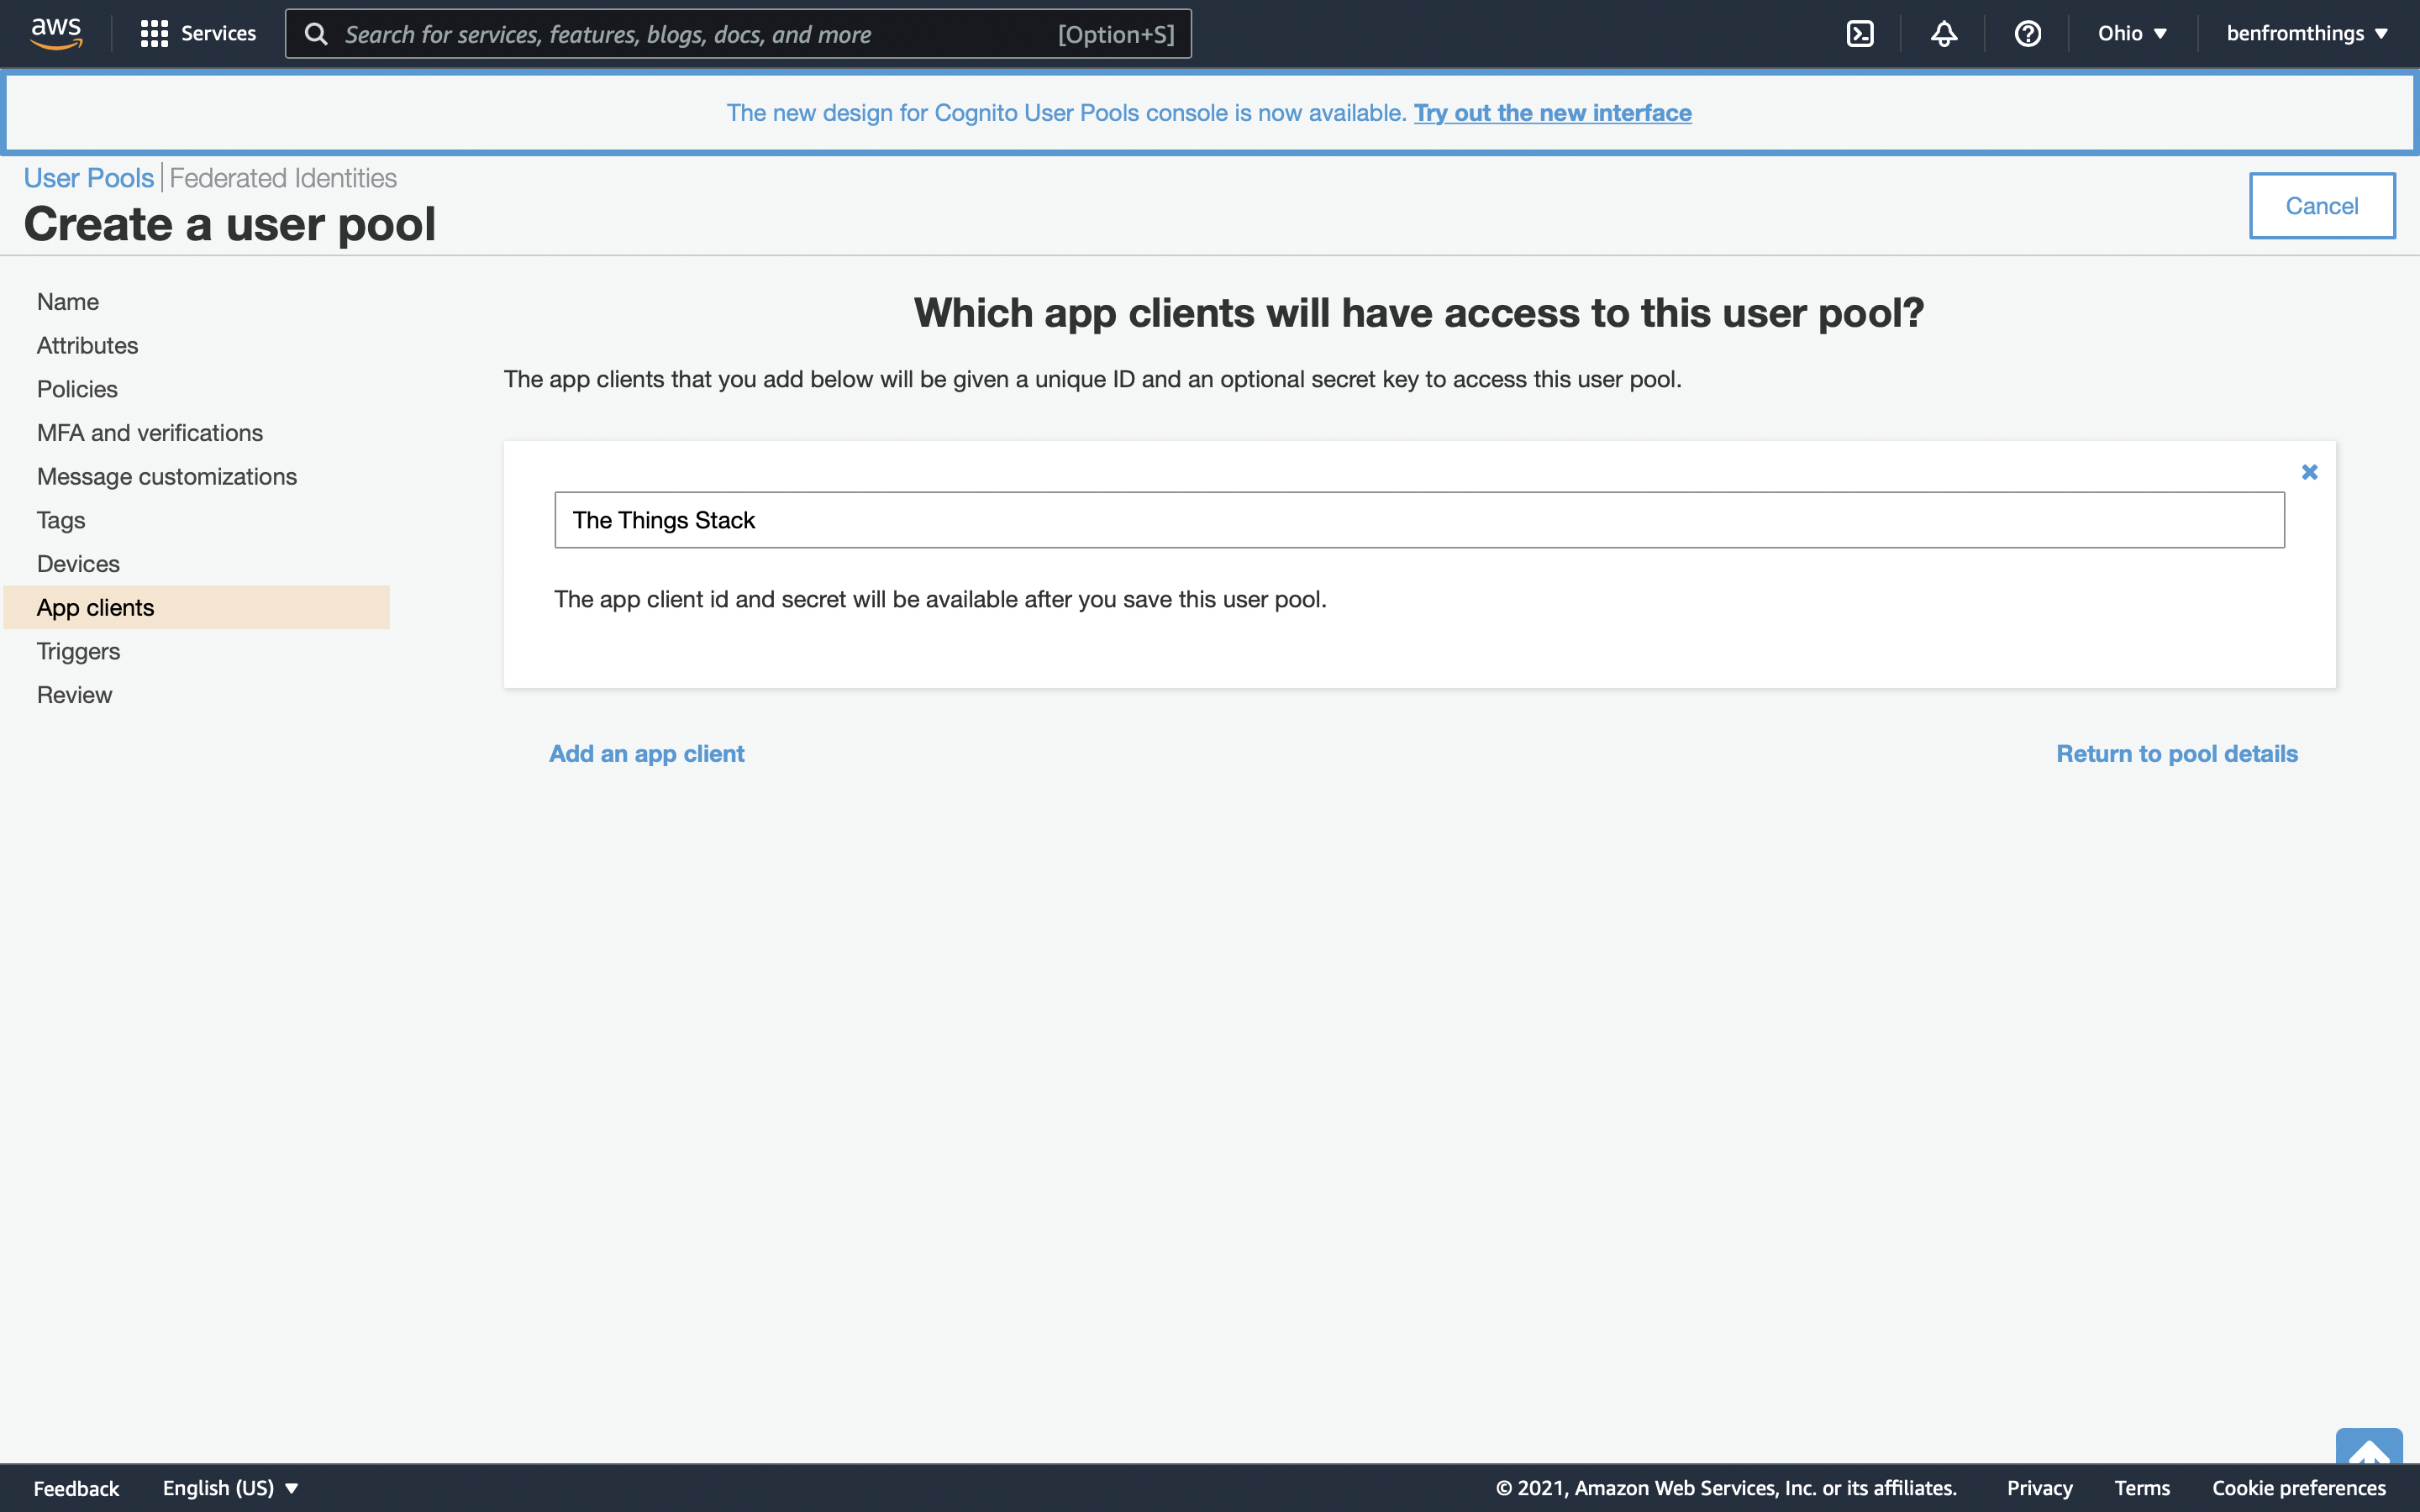 aws
Services
Search for services, features, blogs, docs, and more
[Option+S]
Ohio ▼
benfromthings ▼
The new design for Cognito User Pools console is now available. Try out the new interface
User Pools | Federated Identities
Create a user pool
Cancel
Name
Attributes
Policies
MFA and verifications
Message customizations
Tags
Devices
App clients
Triggers
Review
Which app clients will have access to this user pool?
The app clients that you add below will be given a unique ID and an optional secret key to access this user pool.
The Things Stack
The app client id and secret will be available after you save this user pool.
Add an app client
Return to pool details
Feedback
English (US) ▼
© 2021, Amazon Web Services, Inc. or its affiliates.
Privacy
Terms
Cookie preferences